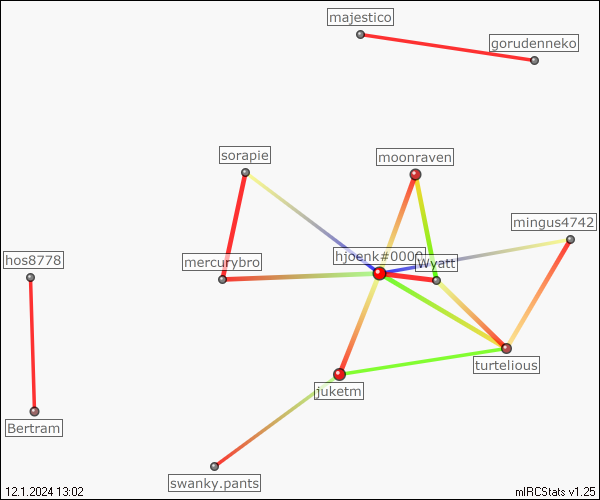 majestico
gorudenneko
sorapie
moonraven
mingus4742
hos8778
mercurybro
hjoenk#0000
Wyatt
turtelious
juketm
Bertram
swanky.pants
12.1.2024 13:02
mIRCStats v1.25